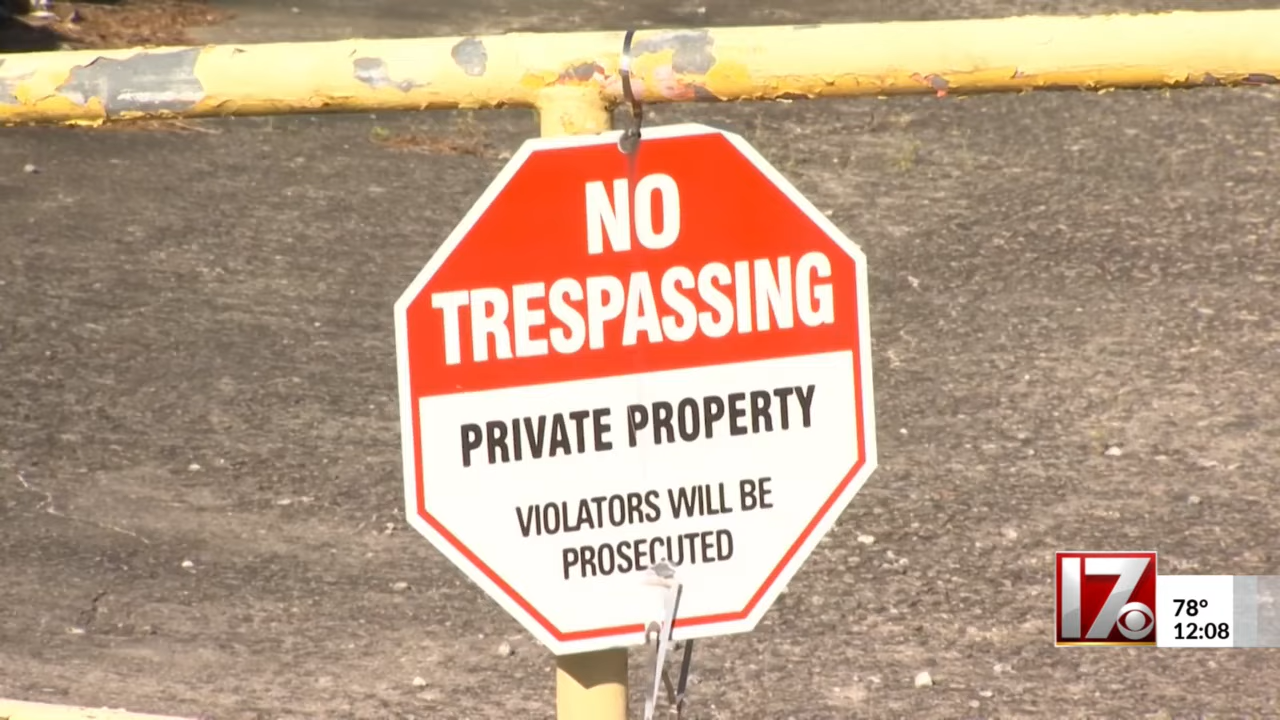 NO
TRESPASSING
PRIVATE PROPERTY
VIOLATORS WILL BE
PROSECUTED
17
78°
12:08